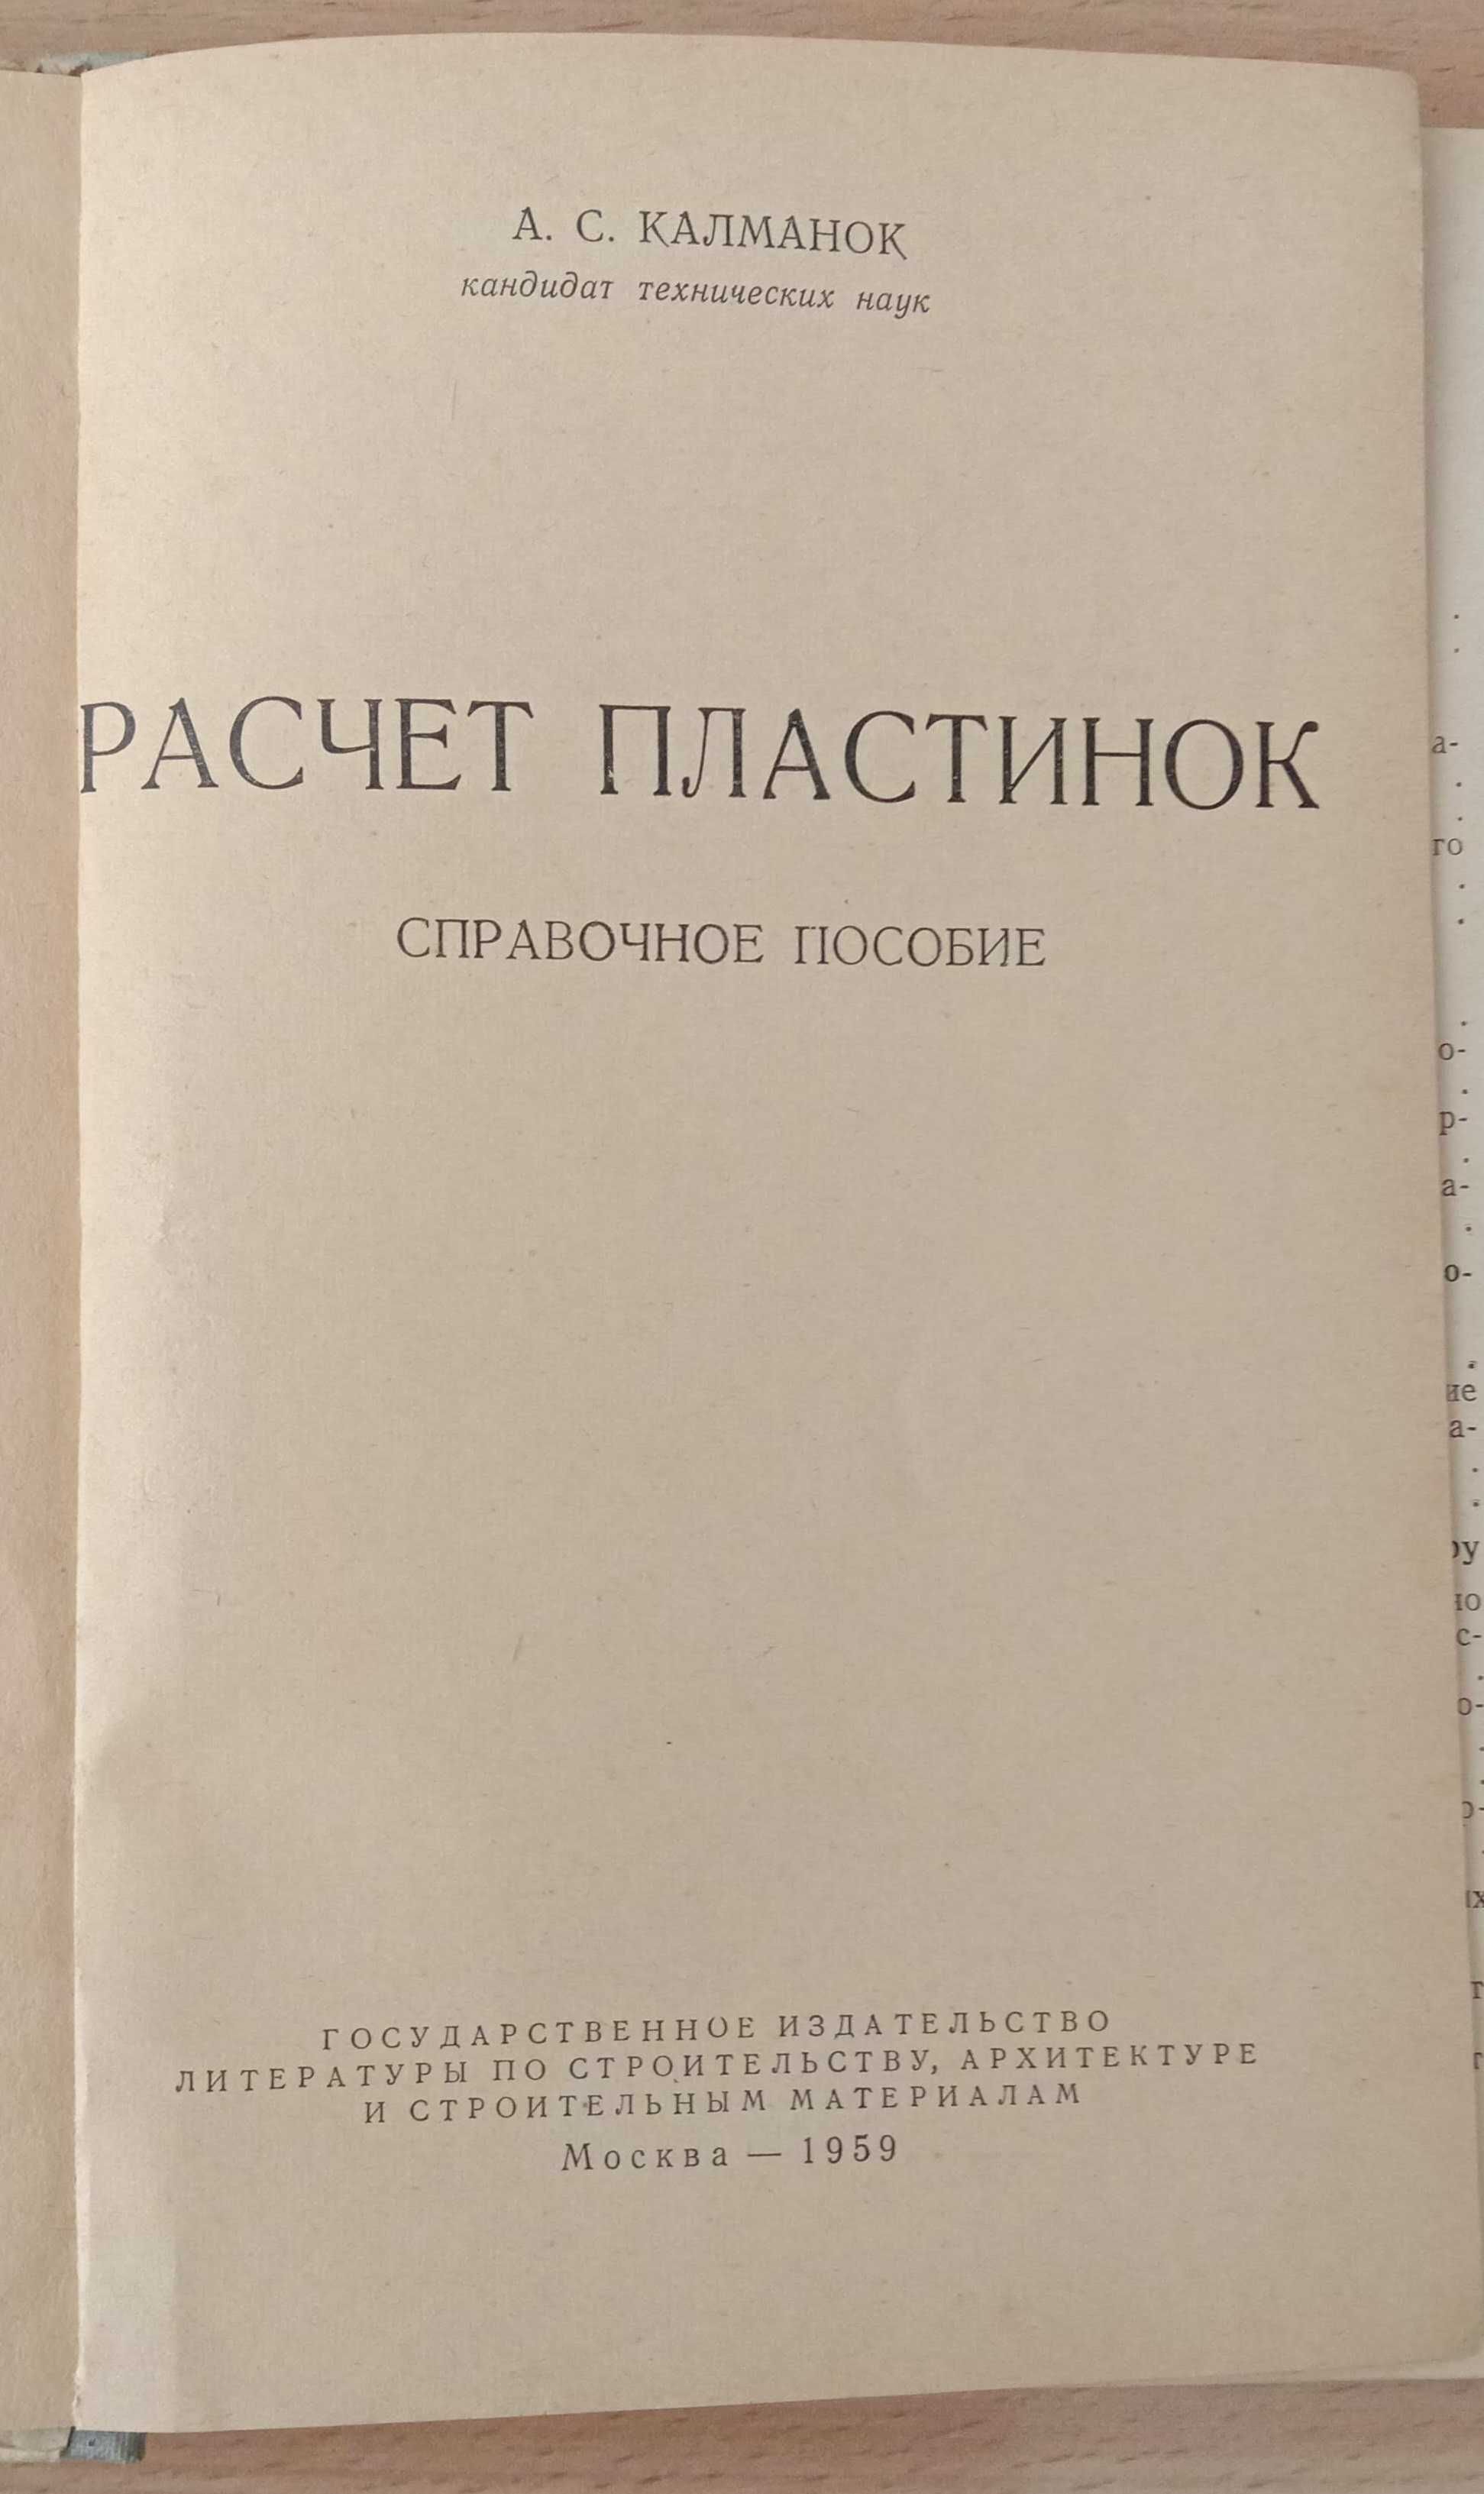 А. С. КАЛМАНОК
кандидат технических наук
РАСЧЕТ ПЛАСТИНОК
СПРАВОЧНОЕ ПОСОБИЕ
ГОСУДАРСТВЕННОЕ ИЗДАТЕЛЬСТВО
ЛИТЕРАТУРЫ ПО СТРОИТЕЛЬСТВУ, АРХИТЕКТУРЕ
И СТРОИТЕЛЬНЫМ МАТЕРИАЛАМ
Москва — 1959